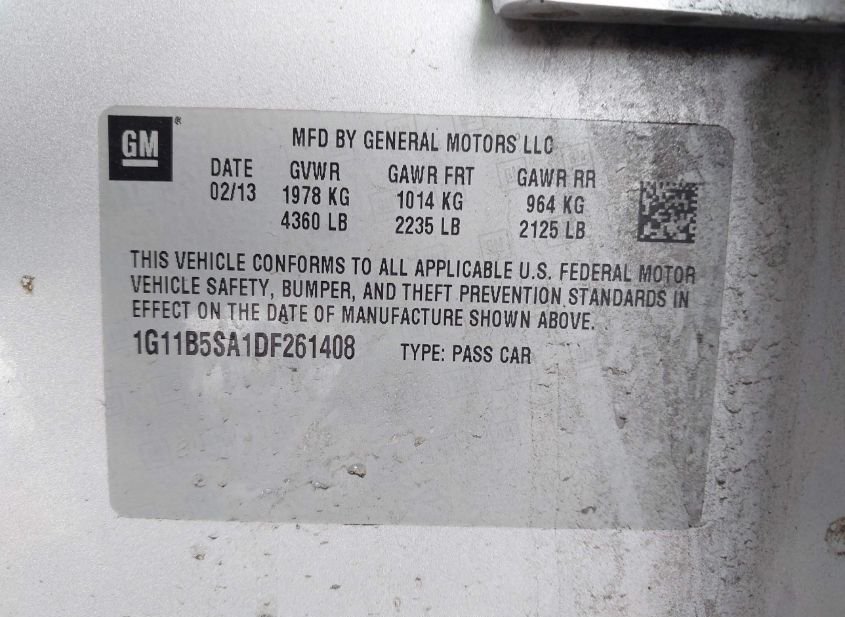 GM
MFD BY GENERAL MOTORS LLC
DATE GVWR GAWR FRT GAWR RR
02/13 1978 KG 1014 KG 964 KG
4360 LB 2235 LB 2125 LB
THIS VEHICLE CONFORMS TO ALL APPLICABLE U.S. FEDERAL MOTOR
VEHICLE SAFETY, BUMPER, AND THEFT PREVENTION STANDARDS IN
EFFECT ON THE DATE OF MANUFACTURE SHOWN ABOVE.
1G11B5SA1DF261408 TYPE: PASS CAR